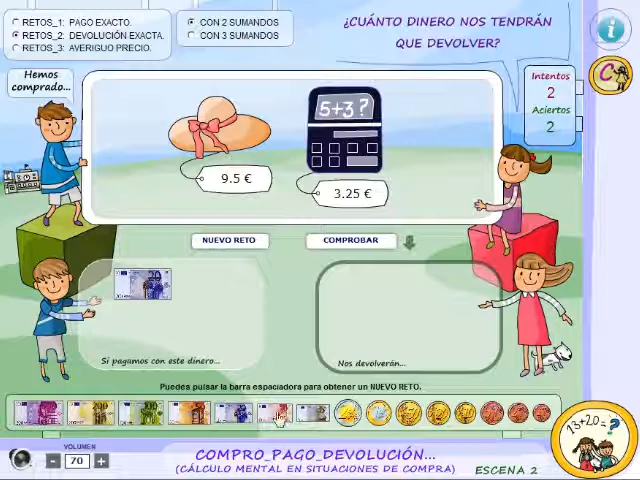 RETOS_1: PAGO EXACTO.
RETOS_2: DEVOLUCIÓN EXACTA.
RETOS_3: AVERIGUO PRECIO.
CON 2 SUMANDOS
CON 3 SUMANDOS
¿CUÁNTO DINERO NOS TENDRÁN
QUE DEVOLVER?
i
C
Hemos
comprado...
Intentos
2
Aciertos
2
5+3?
9.5 €
3.25 €
NUEVO RETO
COMPROBAR
Si pagamos con este dinero...
Nos devolverán...
Puedes pulsar la barra espaciadora para obtener un NUEVO RETO.
13+20=?
VOLUMEN
- 70 +
COMPRO_PAGO_DEVOLUCIÓN...
(CÁLCULO MENTAL EN SITUACIONES DE COMPRA)
ESCENA 2